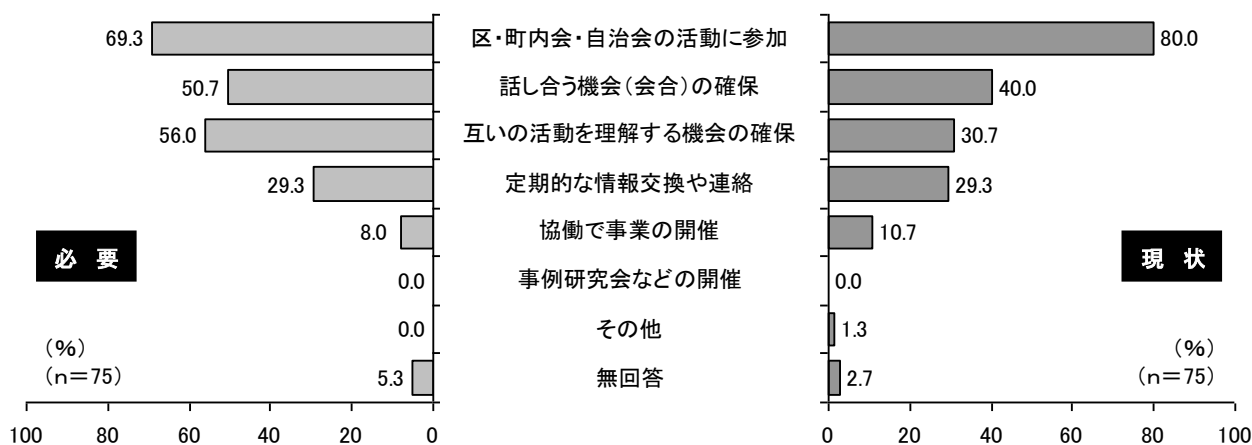 69.3 区・町内会・自治会の活動に参加 80.0
50.7 話し合う機会(会合)の確保 40.0
56.0 互いの活動を理解する機会の確保 30.7
29.3 定期的な情報交換や連絡 29.3
8.0 協働で事業の開催 10.7
必 要
現 状
0.0 事例研究会などの開催 0.0
0.0 その他 1.3
(%) (%)
(n=75) 5.3 無回答 2.7 (n=75)
100 80 60 40 20 0 0 20 40 60 80 100